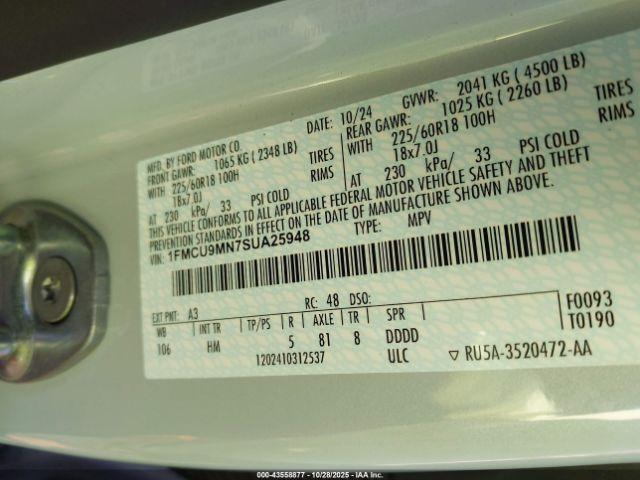 MFD. BY FORD MOTOR CO.
DATE: 10/24 GVWR: 2041 KG ( 4500 LB)
FRONT GAWR: 1065 KG ( 2348 LB)
REAR GAWR: 1025 KG ( 2260 LB)
WITH 225/60R18 100H TIRES
WITH 225/60R18 100H TIRES
18x7.0J RIMS
18x7.0J RIMS
AT 230 kPa/ 33 PSI COLD
AT 230 kPa/ 33 PSI COLD
THIS VEHICLE CONFORMS TO ALL APPLICABLE FEDERAL MOTOR VEHICLE SAFETY AND THEFT
PREVENTION STANDARDS IN EFFECT ON THE DATE OF MANUFACTURE SHOWN ABOVE.
VIN: 1FMCU9MN7SUA25948
TYPE: MPV
EXT PNT: A3 RC: 48 DSO:
WB INT TR TP/PS R AXLE TR SPR
106 HM 5 81 8 DDDD
F0093
T0190
1202410312537 ULC ▽ RU5A-3520472-AA
000-43558877 | 10/28/2025 - IAA Inc.